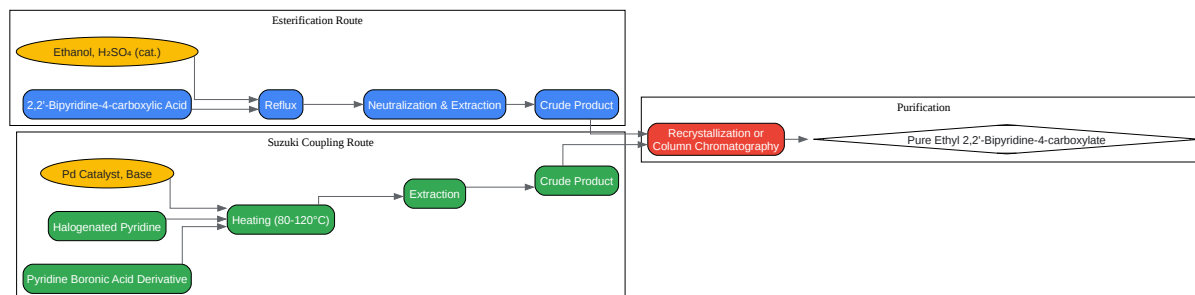 Esterification Route
Ethanol, H₂SO₄ (cat.)
2,2'-Bipyridine-4-carboxylic Acid
Reflux
Neutralization & Extraction
Crude Product
Suzuki Coupling Route
Pd Catalyst, Base
Halogenated Pyridine
Pyridine Boronic Acid Derivative
Heating (80-120°C)
Extraction
Crude Product
Purification
Recrystallization or
Column Chromatography
Pure Ethyl 2,2'-Bipyridine-4-carboxylate